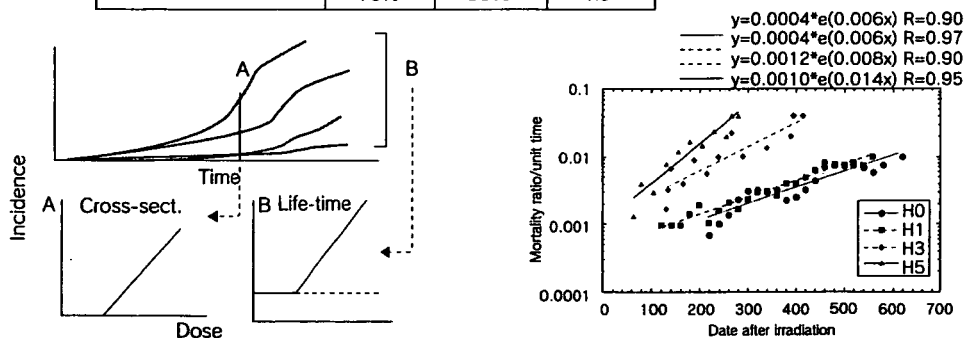 A
B
Time
Incidence
A
Cross-sect.
B
Life-time
Dose
y=0.0004*e(0.006x) R=0.90
y=0.0004*e(0.006x) R=0.97
y=0.0012*e(0.008x) R=0.90
y=0.0010*e(0.014x) R=0.95
Mortality ratio/unit time
0.1
0.01
0.001
0.0001
H0
H1
H3
H5
0 100 200 300 400 500 600 700
Date after irradiation